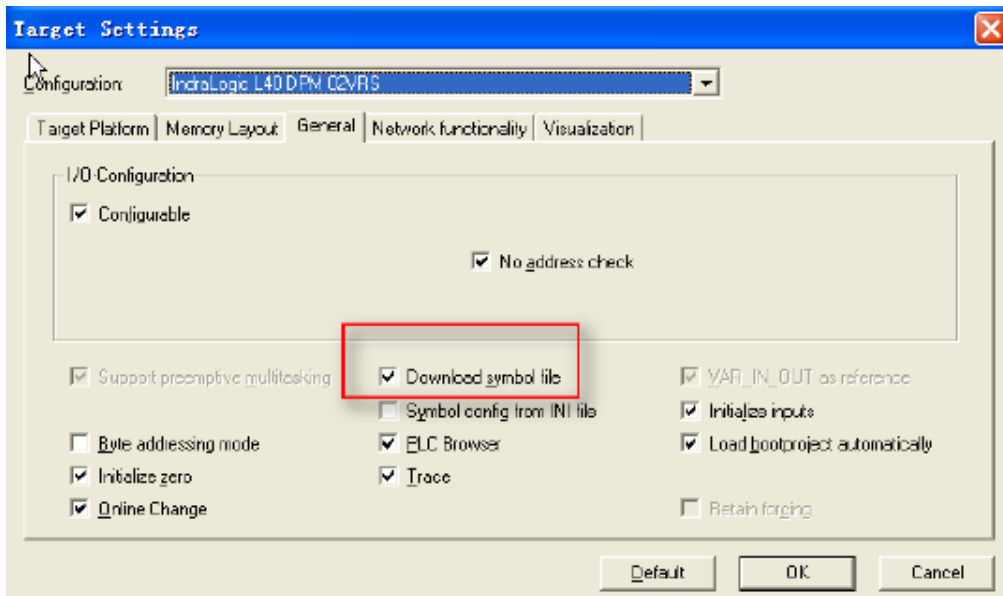 Target Settings
Configuration: IndraLogic L40 DPM 02VRS
Target Platform Memory Layout General Network functionality Visualization
I/O-Configuration
Configurable
No address check
Support preemptive multitasking Download symbol file VAR_IN_OUT as reference
Symbol config from INI file Initialize inputs
Byte addressing mode PLC Browser Load bootproject automatically
Initialize zero Trace
Online Change Retain forcing
Default OK Cancel